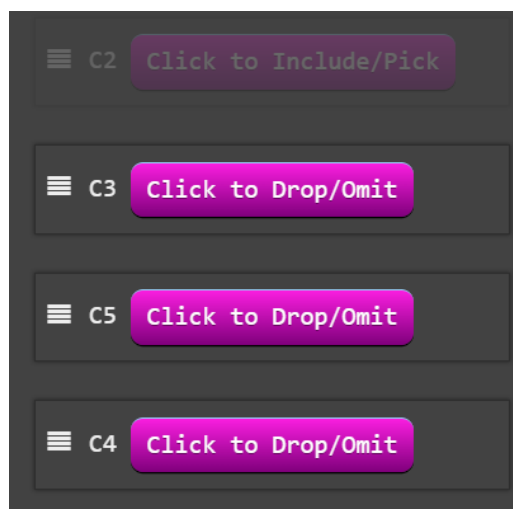 C2 Click to Include/Pick
C3 Click to Drop/Omit
C5 Click to Drop/Omit
C4 Click to Drop/Omit